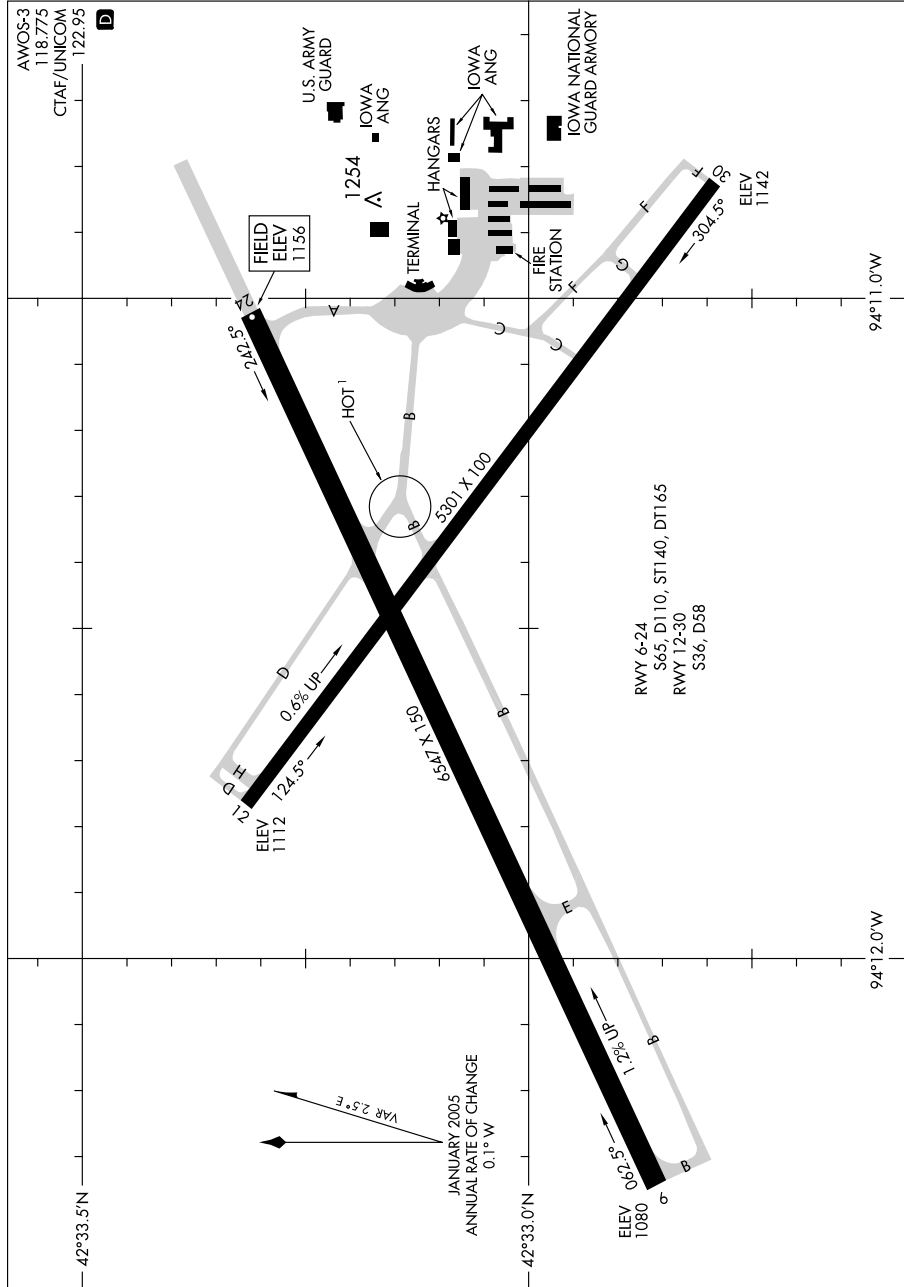 AWOS-3
118.775
CTAF/UNICOM
122.95
D
U.S. ARMY
GUARD
IOWA
ANG
1254
IOWA
ANG
HANGARS
IOWA NATIONAL
GUARD ARMORY
TERMINAL
FIRE
STATION
FIELD
ELEV
1156
24
242.5°
A
HOT 1
B
B
C
C
F
G
F
F
30
ELEV
1142
304.5°
5301 X 100
D
0.6% UP
D
H
12
124.5°
ELEV
1112
6547 X 150
B
E
B
1.2% UP
062.5°
B
6
ELEV
1080
RWY 6-24
S65, D110, ST140, DT165
RWY 12-30
S36, D58
VAR 2.5° E
JANUARY 2005
ANNUAL RATE OF CHANGE
0.1° W
42°33.5'N
42°33.0'N
94°12.0'W
94°11.0'W